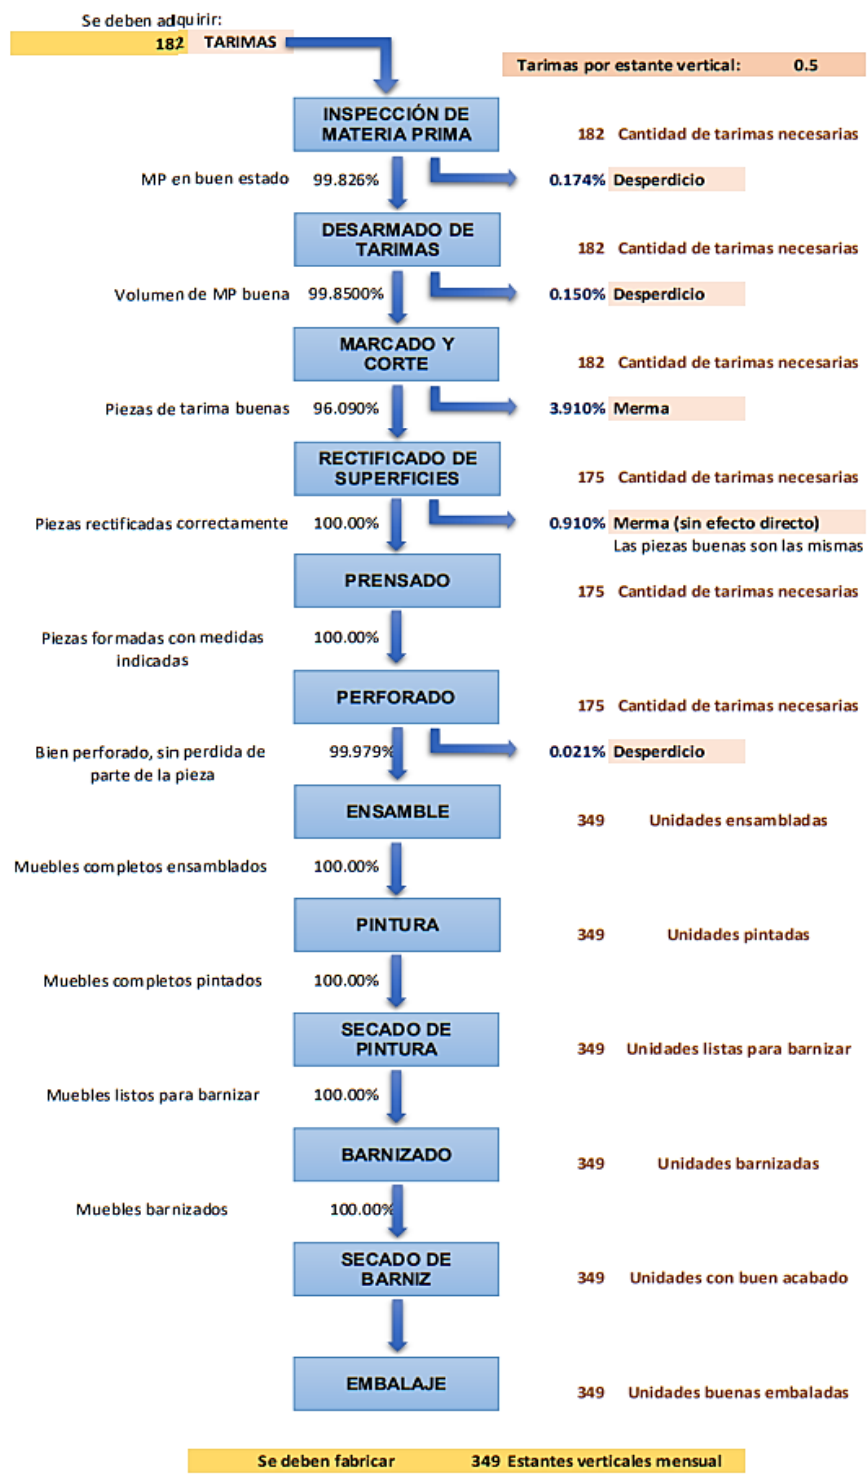 Se deben adquirir:
182 TARIMAS
Tarimas por estante vertical: 0.5
INSPECCIÓN DE
MATERIA PRIMA
182 Cantidad de tarimas necesarias
MP en buen estado 99.826% 0.174% Desperdicio
DESARMADO DE
TARIMAS
182 Cantidad de tarimas necesarias
Volumen de MP buena 99.8500% 0.150% Desperdicio
MARCADO Y
CORTE
182 Cantidad de tarimas necesarias
Piezas de tarima buenas 96.090% 3.910% Merma
RECTIFICADO DE
SUPERFICIES
175 Cantidad de tarimas necesarias
Piezas rectificadas correctamente 100.00% 0.910% Merma (sin efecto directo)
Las piezas buenas son las mismas
PRENSADO
175 Cantidad de tarimas necesarias
Piezas formadas con medidas 100.00%
indicadas
PERFORADO
175 Cantidad de tarimas necesarias
Bien perforado, sin perdida de 99.979% 0.021% Desperdicio
parte de la pieza
ENSAMBLE
349 Unidades ensambladas
Muebles completos ensamblados 100.00%
PINTURA
349 Unidades pintadas
Muebles completos pintados 100.00%
SECADO DE
PINTURA
349 Unidades listas para barnizar
Muebles listos para barnizar 100.00%
BARNIZADO
349 Unidades barnizadas
Muebles barnizados 100.00%
SECADO DE
BARNIZ
349 Unidades con buen acabado
EMBALAJE
349 Unidades buenas embaladas
Se deben fabricar 349 Estantes verticales mensual